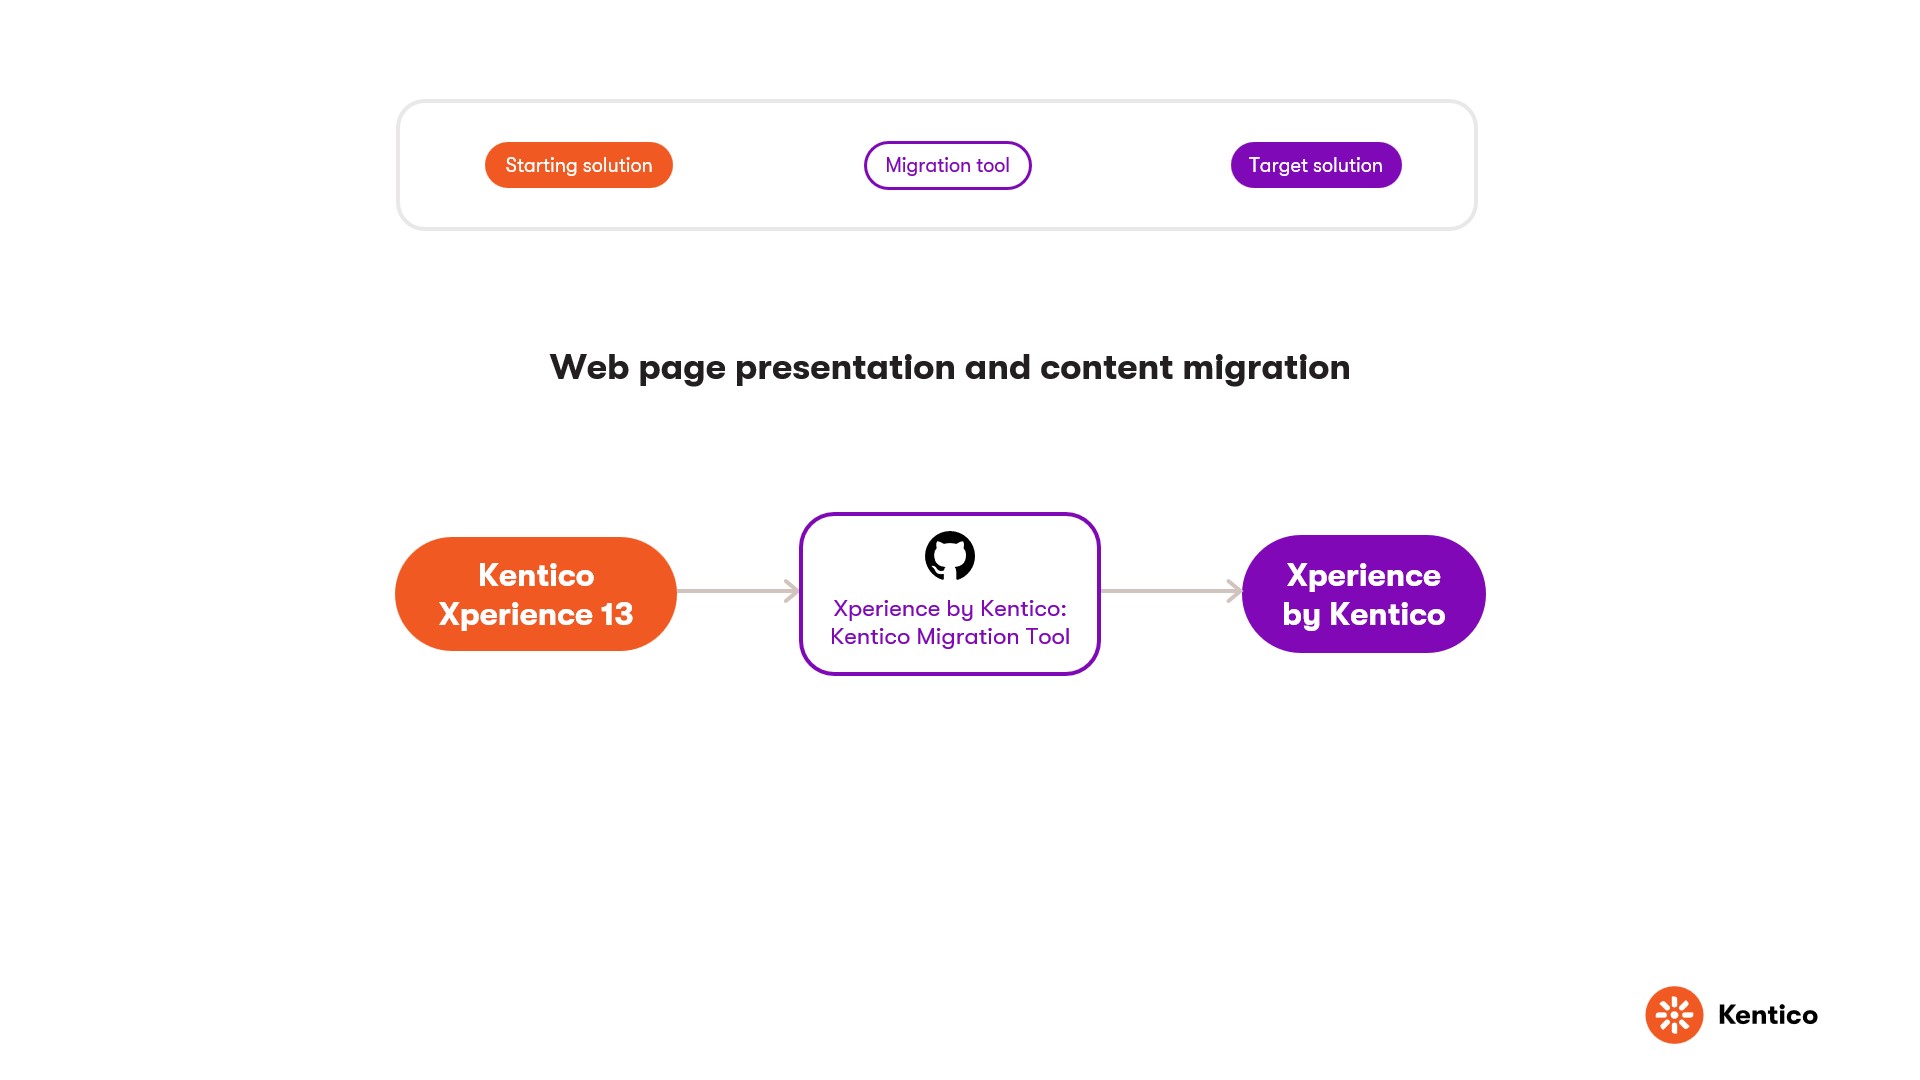 Starting solution
Migration tool
Target solution
Web page presentation and content migration
Kentico
Xperience 13
Xperience by Kentico:
Kentico Migration Tool
Xperience
by Kentico
Kentico